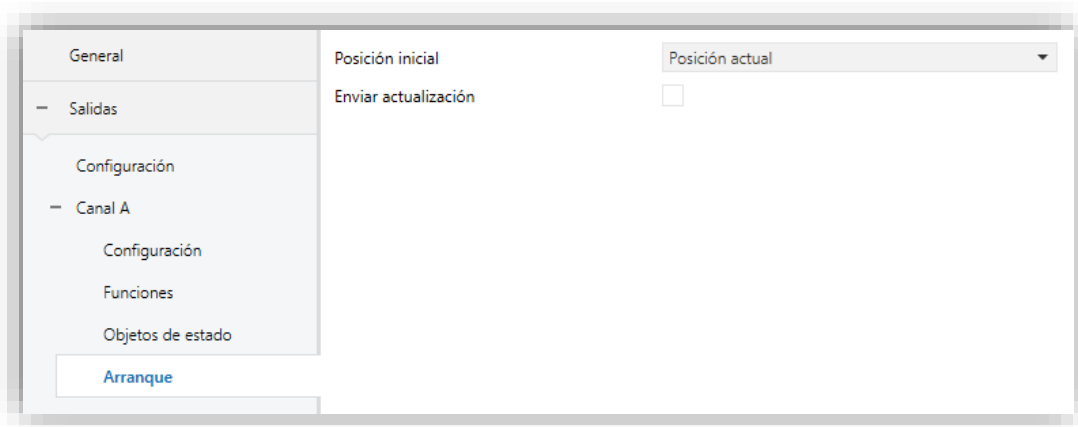 General
Salidas
Configuración
Canal A
Configuración
Funciones
Objetos de estado
Arranque
Posición inicial
Posición actual
Enviar actualización